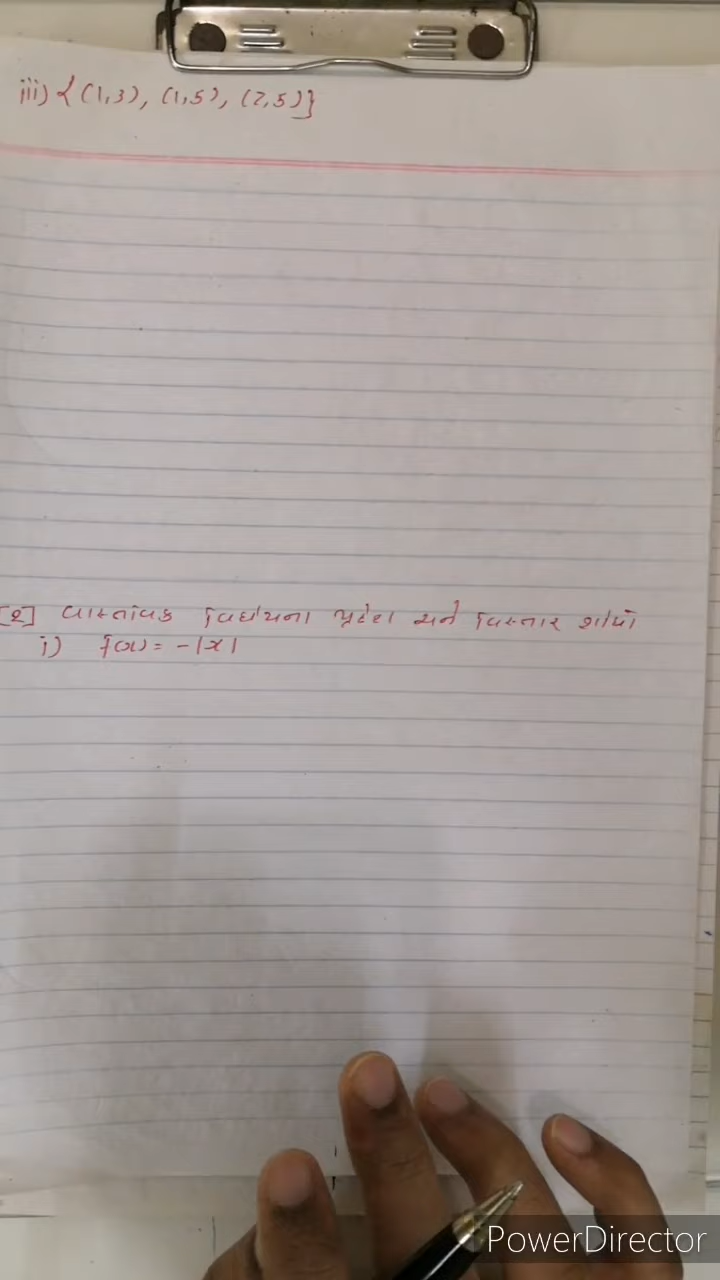 iii) {(1,3), (1,5), (2,5)}
[2] વાસ્તવિક વિધેયના પ્રદેશ અને વિસ્તાર શોધો
i) f(x) = -|x|
PowerDirector